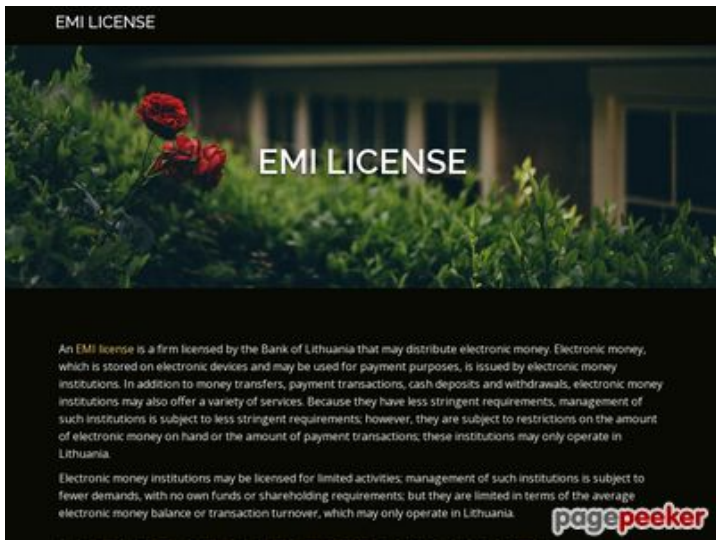 EMI LICENSE
EMI LICENSE
An EMI license is a firm licensed by the Bank of Lithuania that may distribute electronic money. Electronic money,
which is stored on electronic devices and may be used for payment purposes, is issued by electronic money
institutions. In addition to money transfers, payment transactions, cash deposits and withdrawals, electronic money
institutions may also offer a variety of services. Because they have less stringent requirements, management of
such institutions is subject to less stringent requirements; however, they are subject to restrictions on the amount
of electronic money on hand or the amount of payment transactions; these institutions may only operate in
Lithuania.
Electronic money institutions may be licensed for limited activities; management of such institutions is subject to
fewer demands, with no own funds or shareholding requirements; but they are limited in terms of the average
electronic money balance or transaction turnover, which may only operate in Lithuania.
pagepeeker